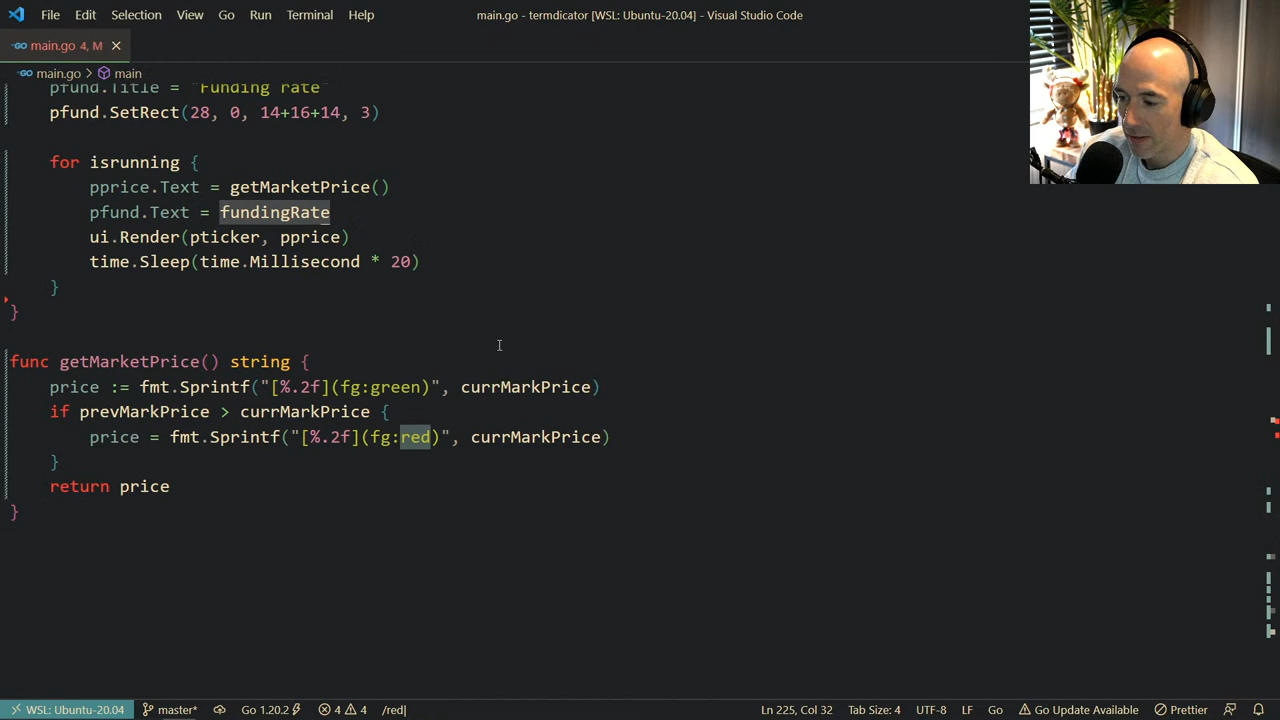 File Edit Selection View Go Run Terminal Help main.go - termdicator [WSL: Ubuntu-20.04] - Visual Studio Code
main.go 4, M
main.go > main
pfund.Title = "Funding rate"
pfund.SetRect(28, 0, 14+16+14, 3)
for isrunning {
pprice.Text = getMarketPrice()
pfund.Text = fundingRate
ui.Render(pticker, pprice)
time.Sleep(time.Millisecond * 20)
}
}
func getMarketPrice() string {
price := fmt.Sprintf("[%.2f](fg:green)", currMarkPrice)
if prevMarkPrice > currMarkPrice {
price = fmt.Sprintf("[%.2f](fg:red)", currMarkPrice)
}
return price
}
WSL: Ubuntu-20.04 master* Go 1.20.2 4 4 /red| Ln 225, Col 32 Tab Size: 4 UTF-8 LF Go Go Update Available Prettier